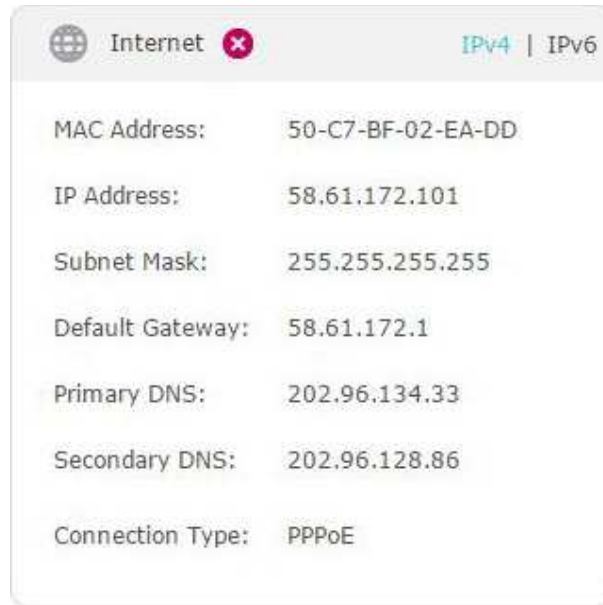 Internet IPv4 | IPv6
MAC Address: 50-C7-BF-02-EA-DD
IP Address: 58.61.172.101
Subnet Mask: 255.255.255.255
Default Gateway: 58.61.172.1
Primary DNS: 202.96.134.33
Secondary DNS: 202.96.128.86
Connection Type: PPPoE